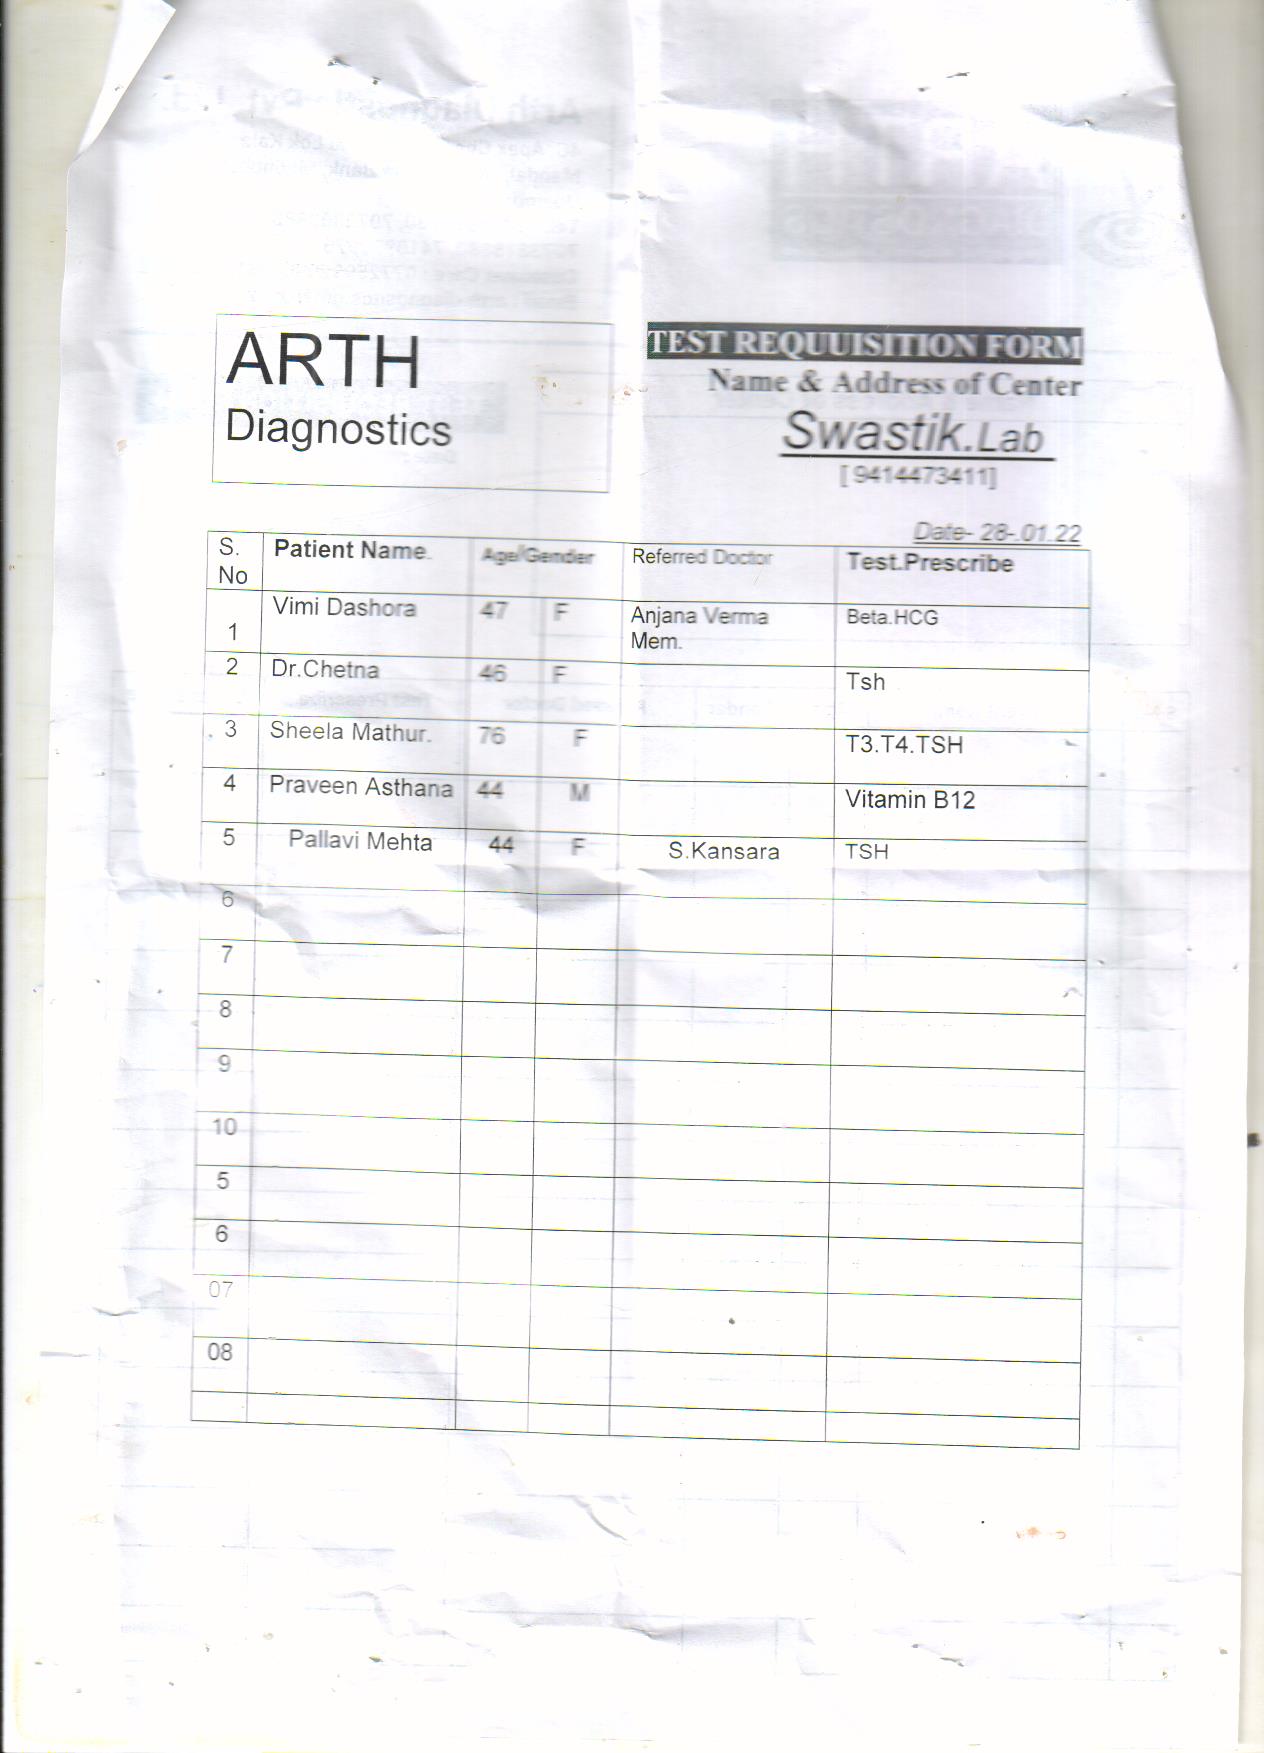 ARTH
Diagnostics
TEST REQUUISITION FORM
Name & Address of Center
Swastik.Lab
[ 9414473411]
Date- 28-.01.22
S. No Patient Name. Age/Gender Referred Doctor Test.Prescribe
1 Vimi Dashora 47 F Anjana Verma Mem. Beta.HCG
2 Dr.Chetna 46 F Tsh
3 Sheela Mathur. 76 F T3.T4.TSH
4 Praveen Asthana 44 M Vitamin B12
5 Pallavi Mehta 44 F S.Kansara TSH
6
7
8
9
10
5
6
07
08